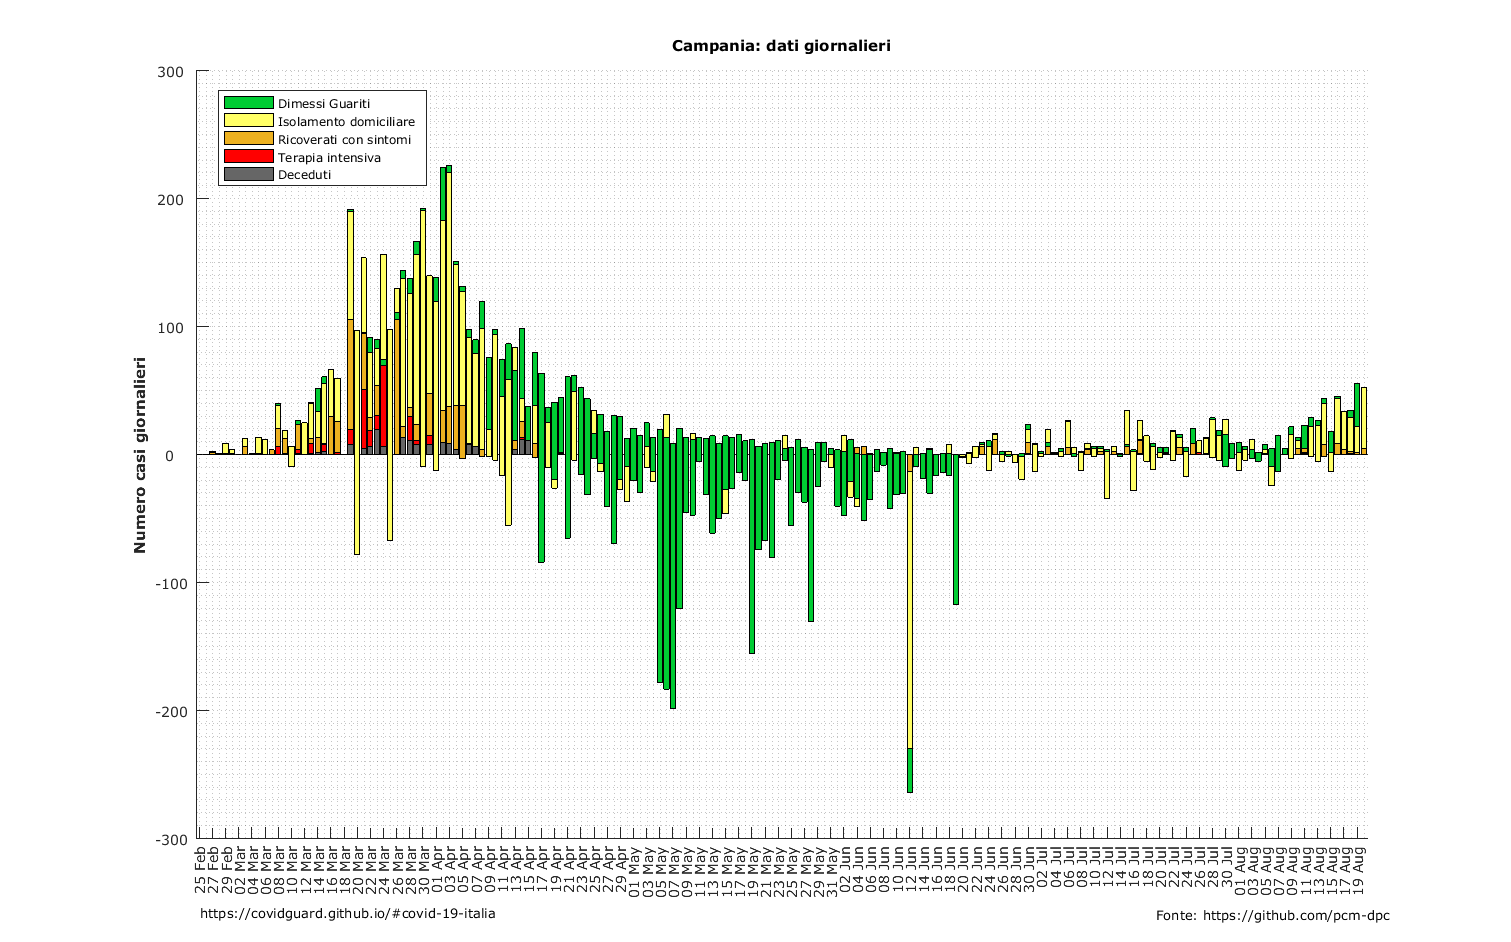 Campania: dati giornalieri
300
200
100
0
-100
-200
-300
Numero casi giornalieri
Dimessi Guariti
Isolamento domiciliare
Ricoverati con sintomi
Terapia intensiva
Deceduti
25 Feb
27 Feb
29 Feb
02 Mar
04 Mar
06 Mar
08 Mar
10 Mar
12 Mar
14 Mar
16 Mar
18 Mar
20 Mar
22 Mar
24 Mar
26 Mar
28 Mar
30 Mar
01 Apr
03 Apr
05 Apr
07 Apr
09 Apr
11 Apr
13 Apr
15 Apr
17 Apr
19 Apr
21 Apr
23 Apr
25 Apr
27 Apr
29 Apr
01 May
03 May
05 May
07 May
09 May
11 May
13 May
15 May
17 May
19 May
21 May
23 May
25 May
27 May
29 May
31 May
02 Jun
04 Jun
06 Jun
08 Jun
10 Jun
12 Jun
14 Jun
16 Jun
18 Jun
20 Jun
22 Jun
24 Jun
26 Jun
28 Jun
30 Jun
02 Jul
04 Jul
06 Jul
08 Jul
10 Jul
12 Jul
14 Jul
16 Jul
18 Jul
20 Jul
22 Jul
24 Jul
26 Jul
28 Jul
30 Jul
01 Aug
03 Aug
05 Aug
07 Aug
09 Aug
11 Aug
13 Aug
15 Aug
17 Aug
19 Aug
https://covidguard.github.io/#covid-19-italia
Fonte: https://github.com/pcm-dpc